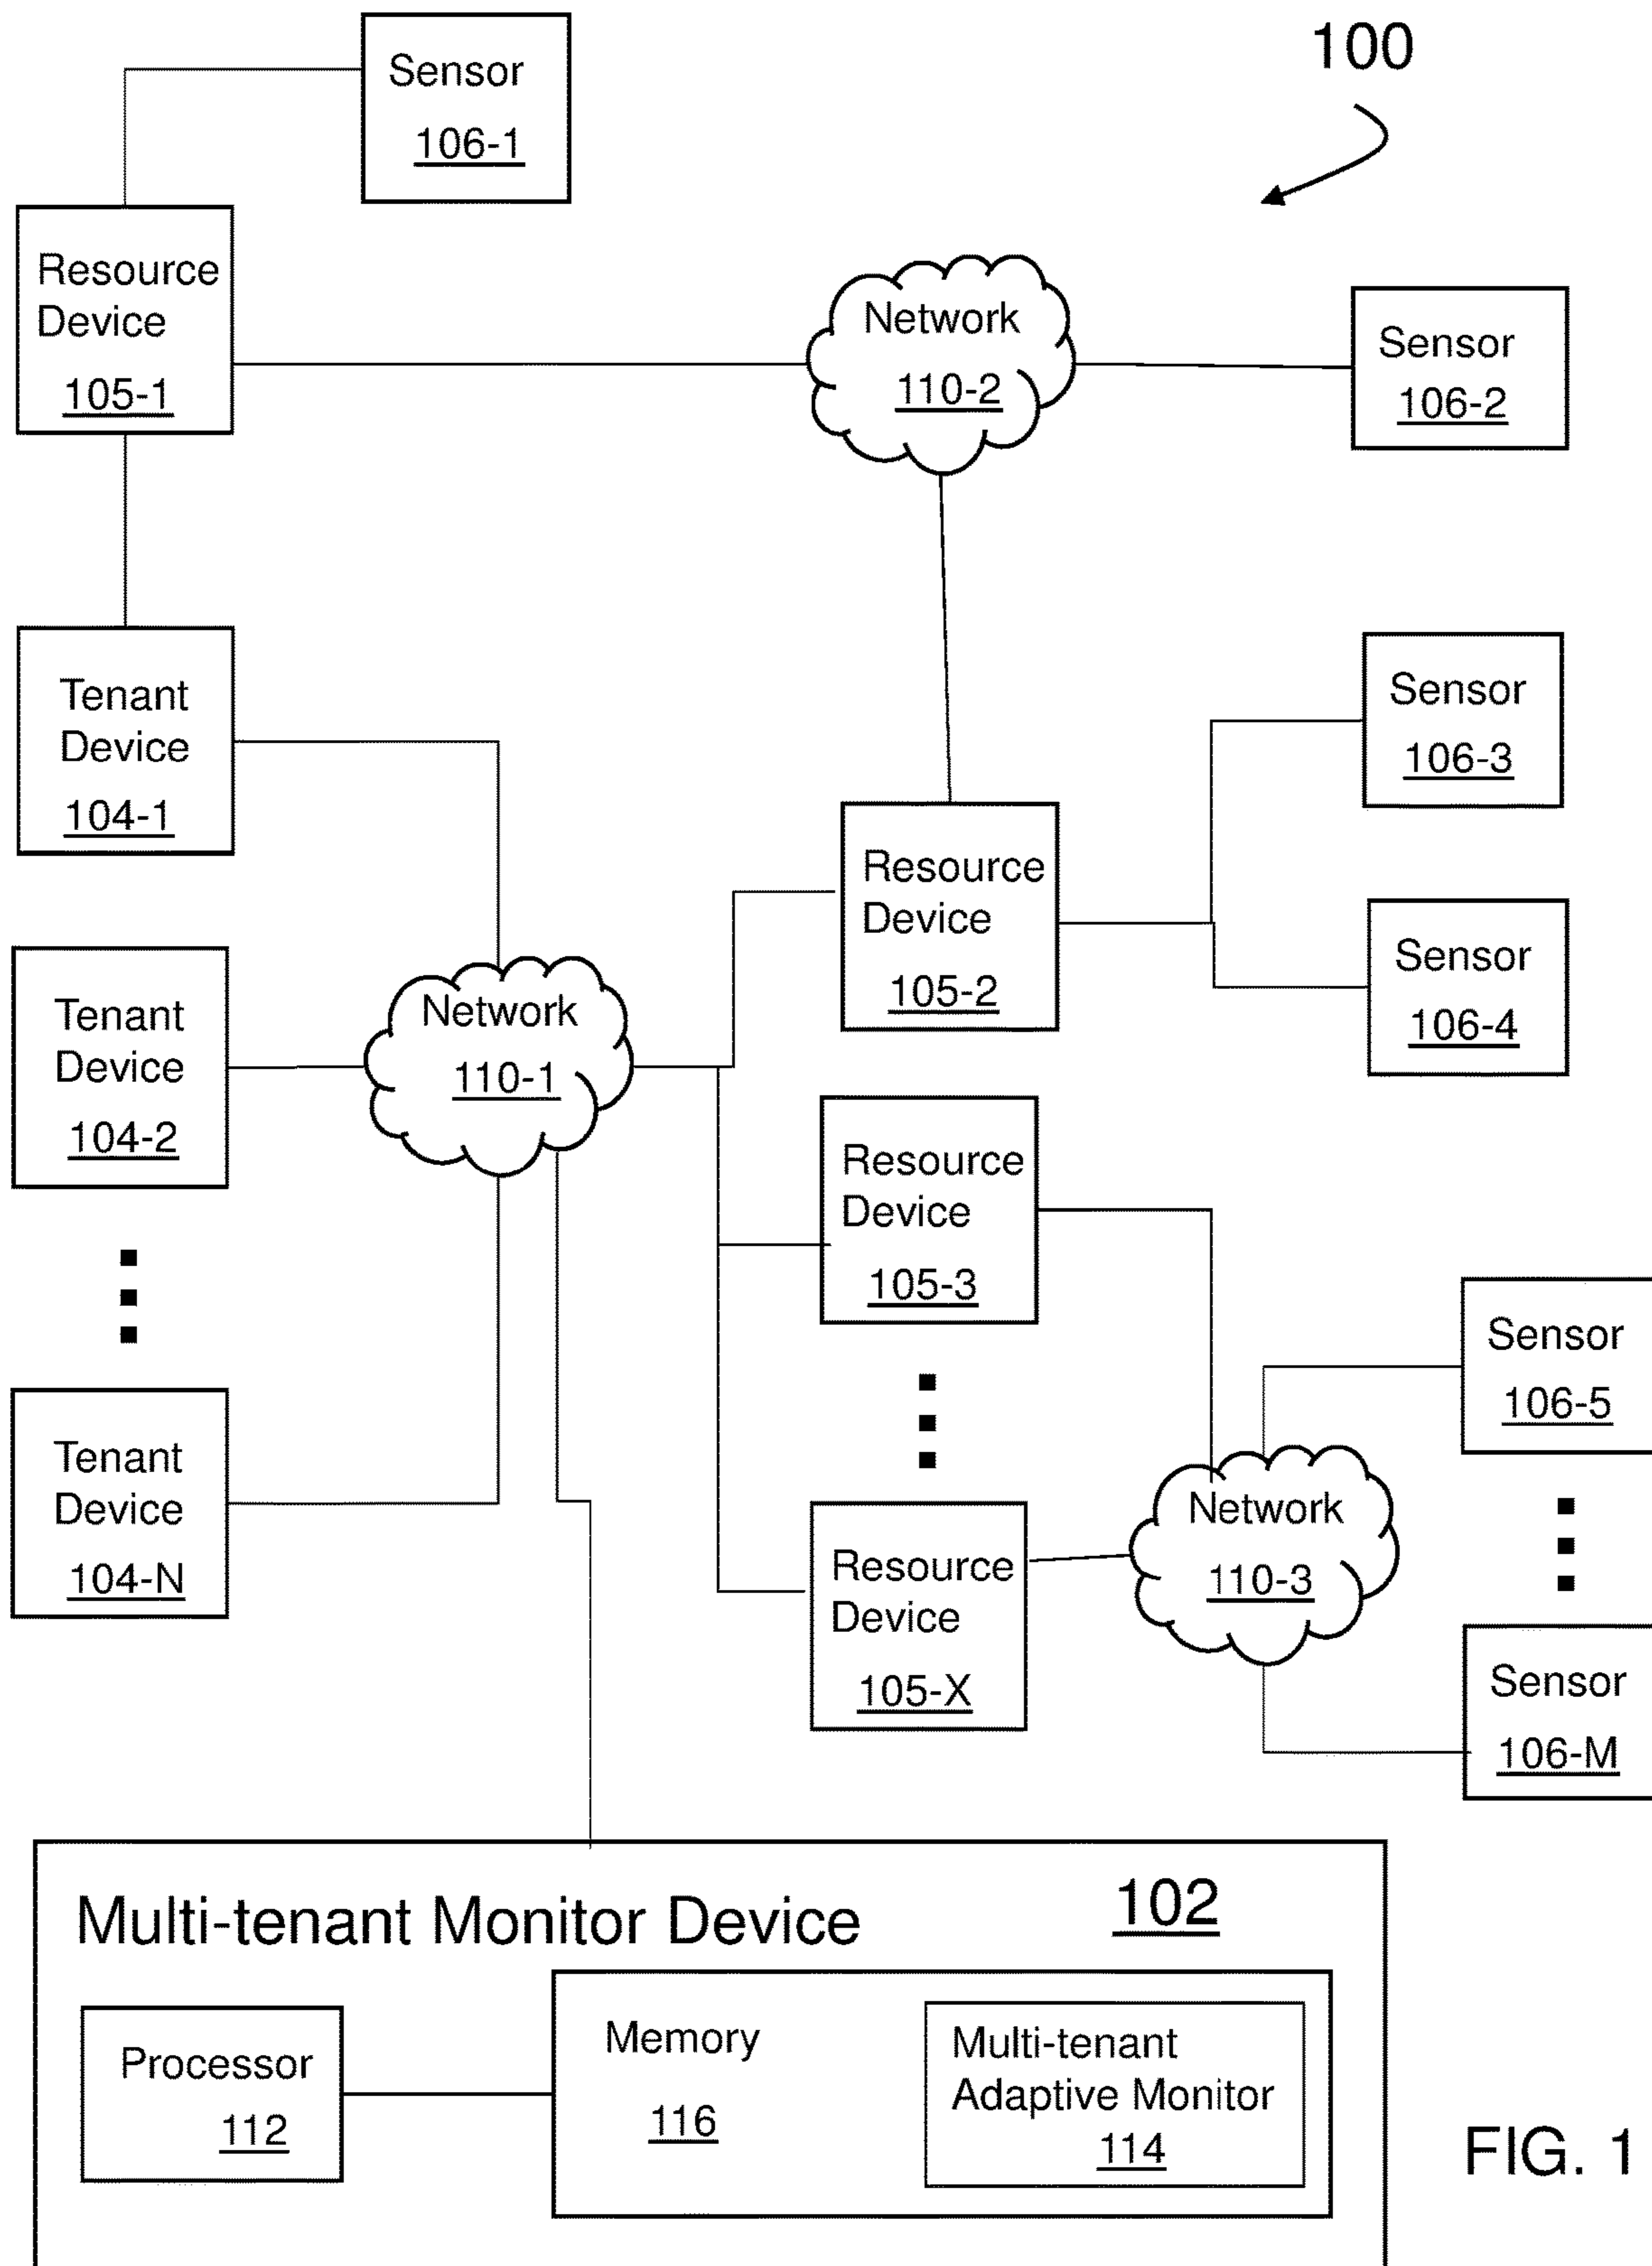 100
Sensor
106-1
Resource
Device
105-1
Network
110-2
Sensor
106-2
Tenant
Device
104-1
Sensor
106-3
Resource
Device
105-2
Sensor
106-4
Tenant
Device
104-2
Network
110-1
Resource
Device
105-3
Sensor
106-5
Tenant
Device
104-N
Network
110-3
Resource
Device
105-X
Sensor
106-M
Multi-tenant Monitor Device
102
Processor
112
Memory
116
Multi-tenant
Adaptive Monitor
114
FIG. 1